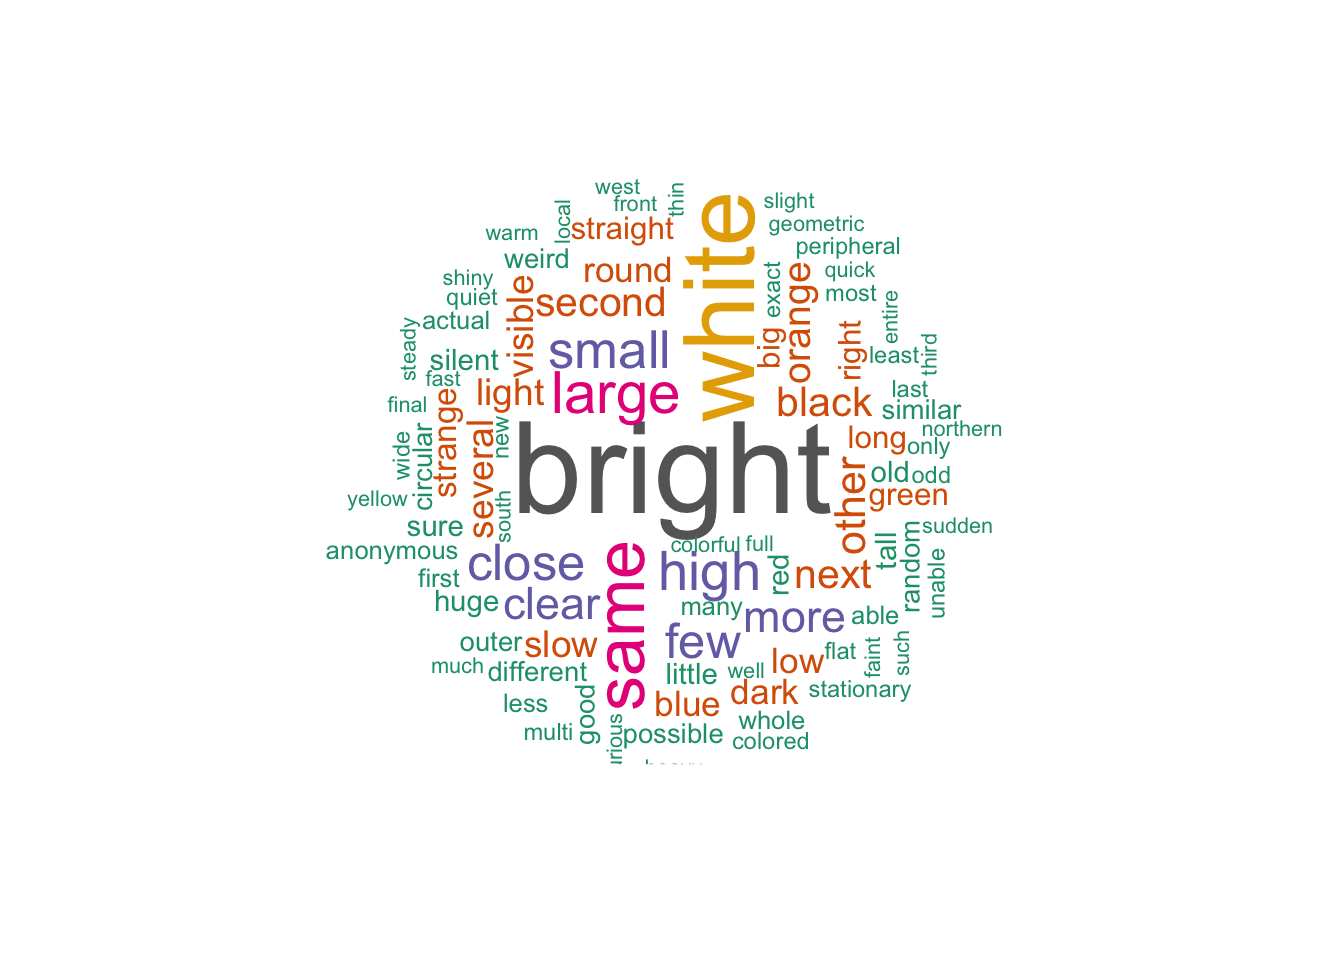 west
thin
front
slight
local
straight
white
geometric
warm
peripheral
weird
round
orange
quick
shiny
exact
most
quiet
visible
second
entire
actual
steady
small
big
right
least
third
silent
fast
light
large
black
last
similar
final
strange
new
northern
wide
circular
several
bright
long
only
old
odd
yellow
south
other
green
sure
sudden
anonymous
colorful
full
tall
random
close
same
high
red
next
unable
first
huge
clear
many
more
able
outer
slow
few
flat
faint
such
much
different
little
well
low
stationary
less
good
blue
dark
whole
multi
possible
colored